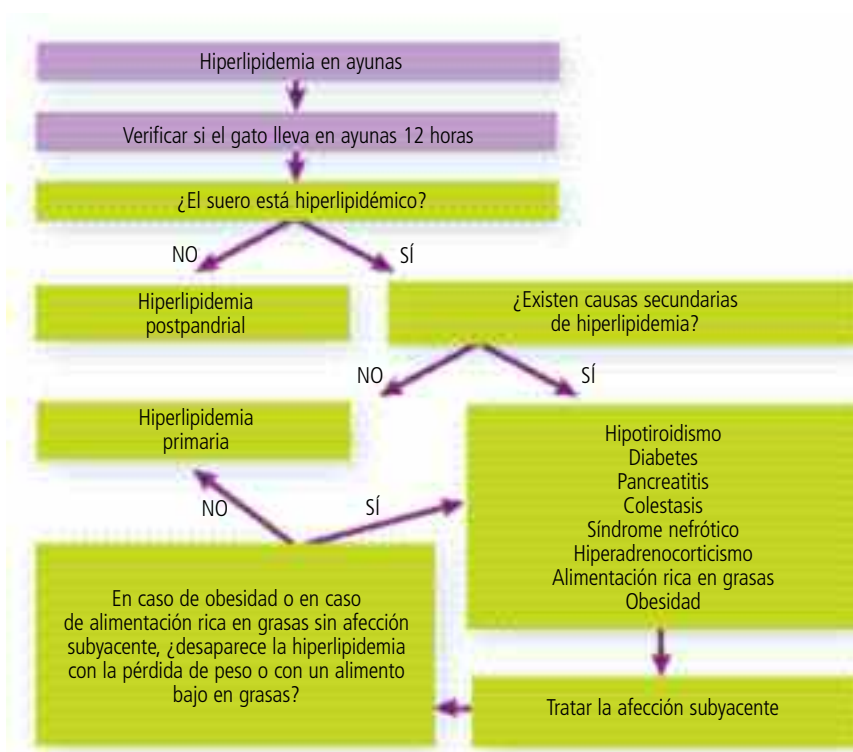 Hiperlipidemia en ayunas
Verificar si el gato lleva en ayunas 12 horas
¿El suero está hiperlipidémico?
NO
SÍ
Hiperlipidemia
postpandrial
¿Existen causas secundarias
de hiperlipidemia?
NO
SÍ
Hiperlipidemia
primaria
Hipotiroidismo
Diabetes
Pancreatitis
Colestasis
Síndrome nefrótico
Hiperadrenocorticismo
Alimentación rica en grasas
Obesidad
NO
SÍ
En caso de obesidad o en caso
de alimentación rica en grasas sin afección
subyacente, ¿desaparece la hiperlipidemia
con la pérdida de peso o con un alimento
bajo en grasas?
Tratar la afección subyacente